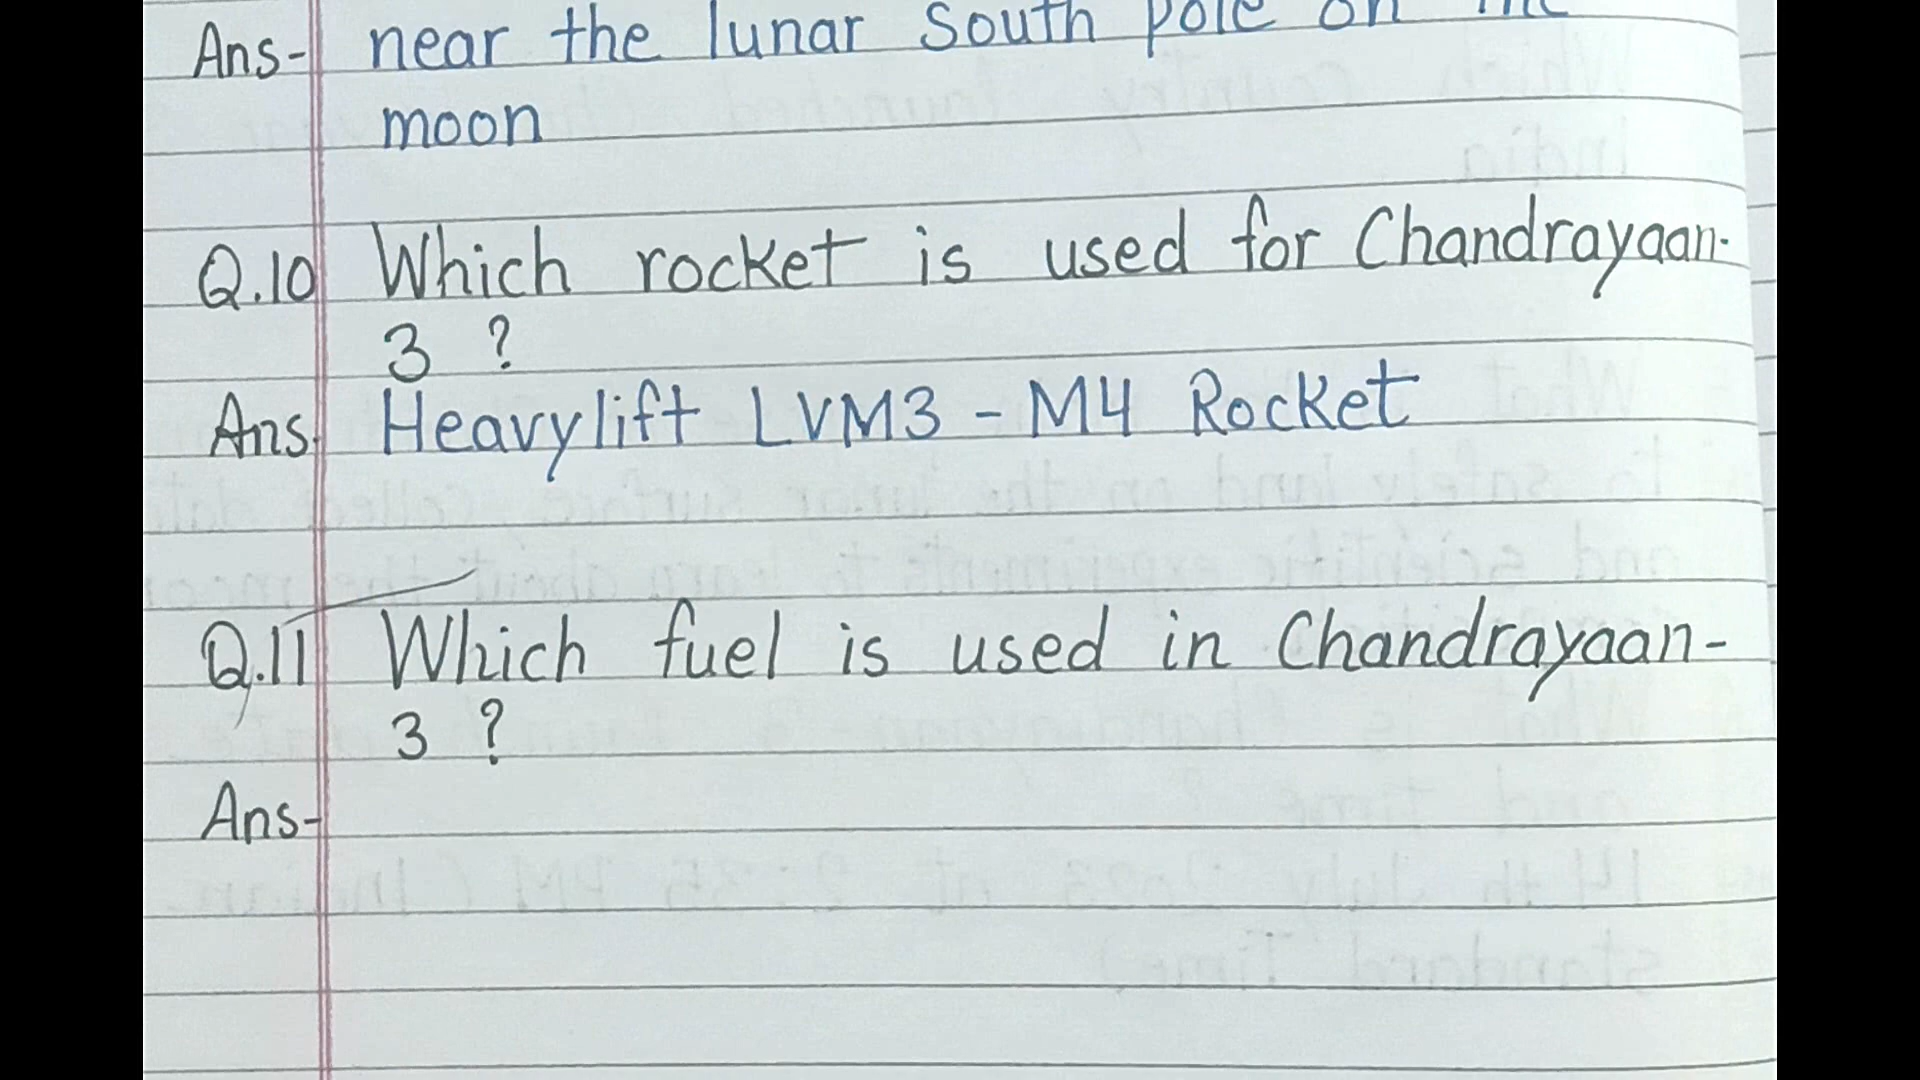 Ans- near the lunar South pole on the
moon
Q.10 Which rocket is used for Chandrayaan-
3 ?
Ans. Heavylift LVM3 - M4 Rocket
Q.11 Which fuel is used in Chandrayaan-
3 ?
Ans-